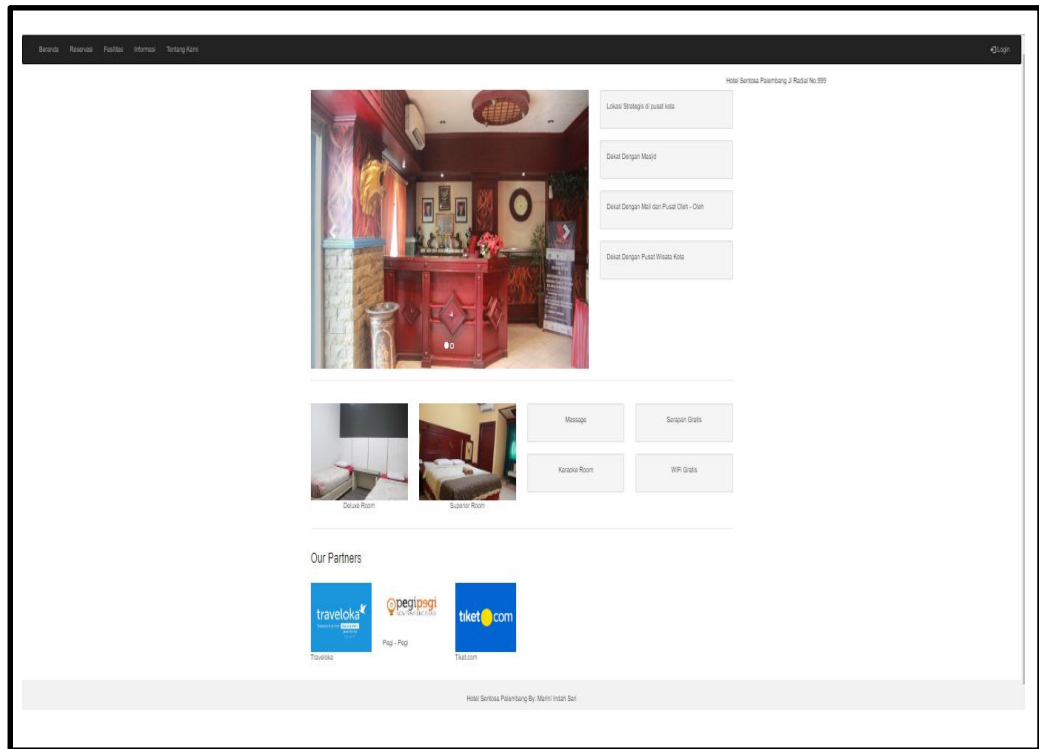 Beranda Reservasi Fasilitas Informasi Tentang Kami Login
Hotel Sentosa Palembang Jl Radial No.999
Lokasi Strategis di pusat kota
Dekat Dengan Masjid
Dekat Dengan Mall dan Pusat Oleh - Oleh
Dekat Dengan Pusat Wisata Kota
Massage Sarapan Gratis
Karaoke Room WiFi Gratis
Deluxe Room Superior Room
Our Partners
traveloka
pegipegi
tiket com
Pegi - Pegi
Traveloka Tiket.com
Hotel Sentosa Palembang By. Marini Indah Sari